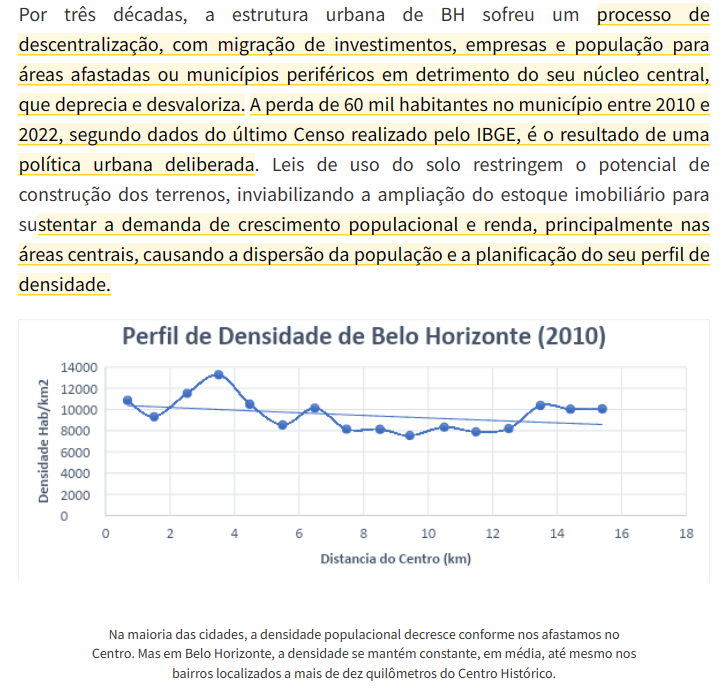 Por três décadas, a estrutura urbana de BH sofreu um processo de
descentralização, com migração de investimentos, empresas e população para
áreas afastadas ou municípios periféricos em detrimento do seu núcleo central,
que deprecia e desvaloriza. A perda de 60 mil habitantes no município entre 2010 e
2022, segundo dados do último Censo realizado pelo IBGE, é o resultado de uma
política urbana deliberada. Leis de uso do solo restringem o potencial de
construção dos terrenos, inviabilizando a ampliação do estoque imobiliário para
sustentar a demanda de crescimento populacional e renda, principalmente nas
áreas centrais, causando a dispersão da população e a planificação do seu perfil de
densidade.
Perfil de Densidade de Belo Horizonte (2010)
Densidade Hab/km2
14000
12000
10000
8000
6000
4000
2000
0
0 2 4 6 8 10 12 14 16 18
Distancia do Centro (km)
Na maioria das cidades, a densidade populacional decresce conforme nos afastamos no
Centro. Mas em Belo Horizonte, a densidade se mantém constante, em média, até mesmo nos
bairros localizados a mais de dez quilômetros do Centro Histórico.